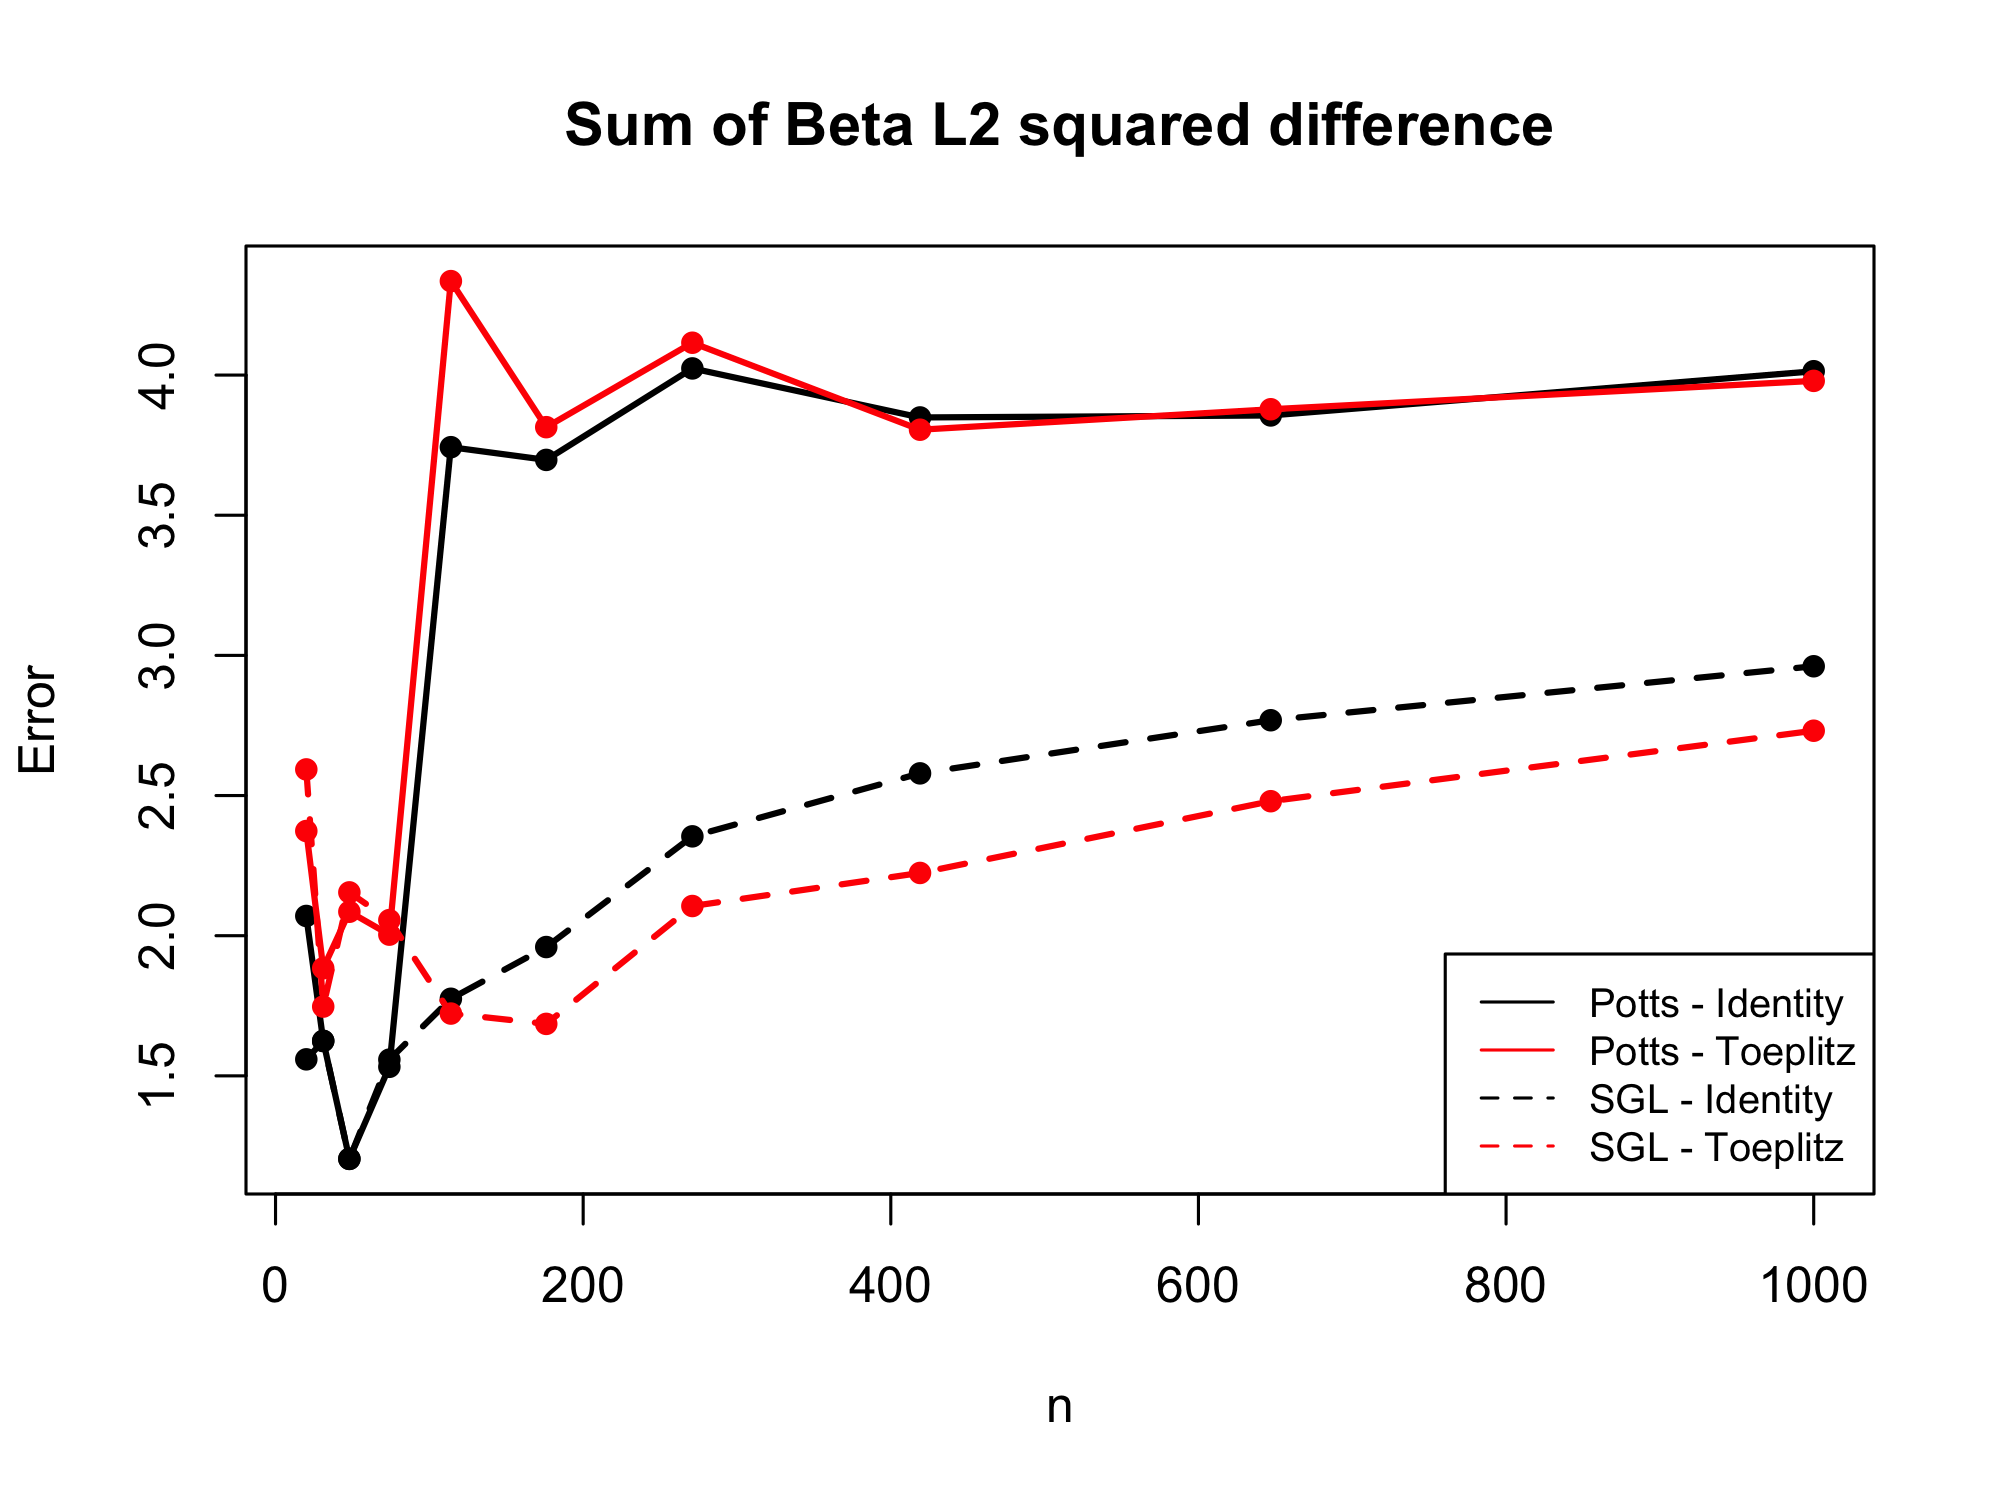 Sum of Beta L2 squared difference
Error
4.0
3.5
3.0
2.5
2.0
1.5
Potts - Identity
Potts - Toeplitz
SGL - Identity
SGL - Toeplitz
0 200 400 600 800 1000
n